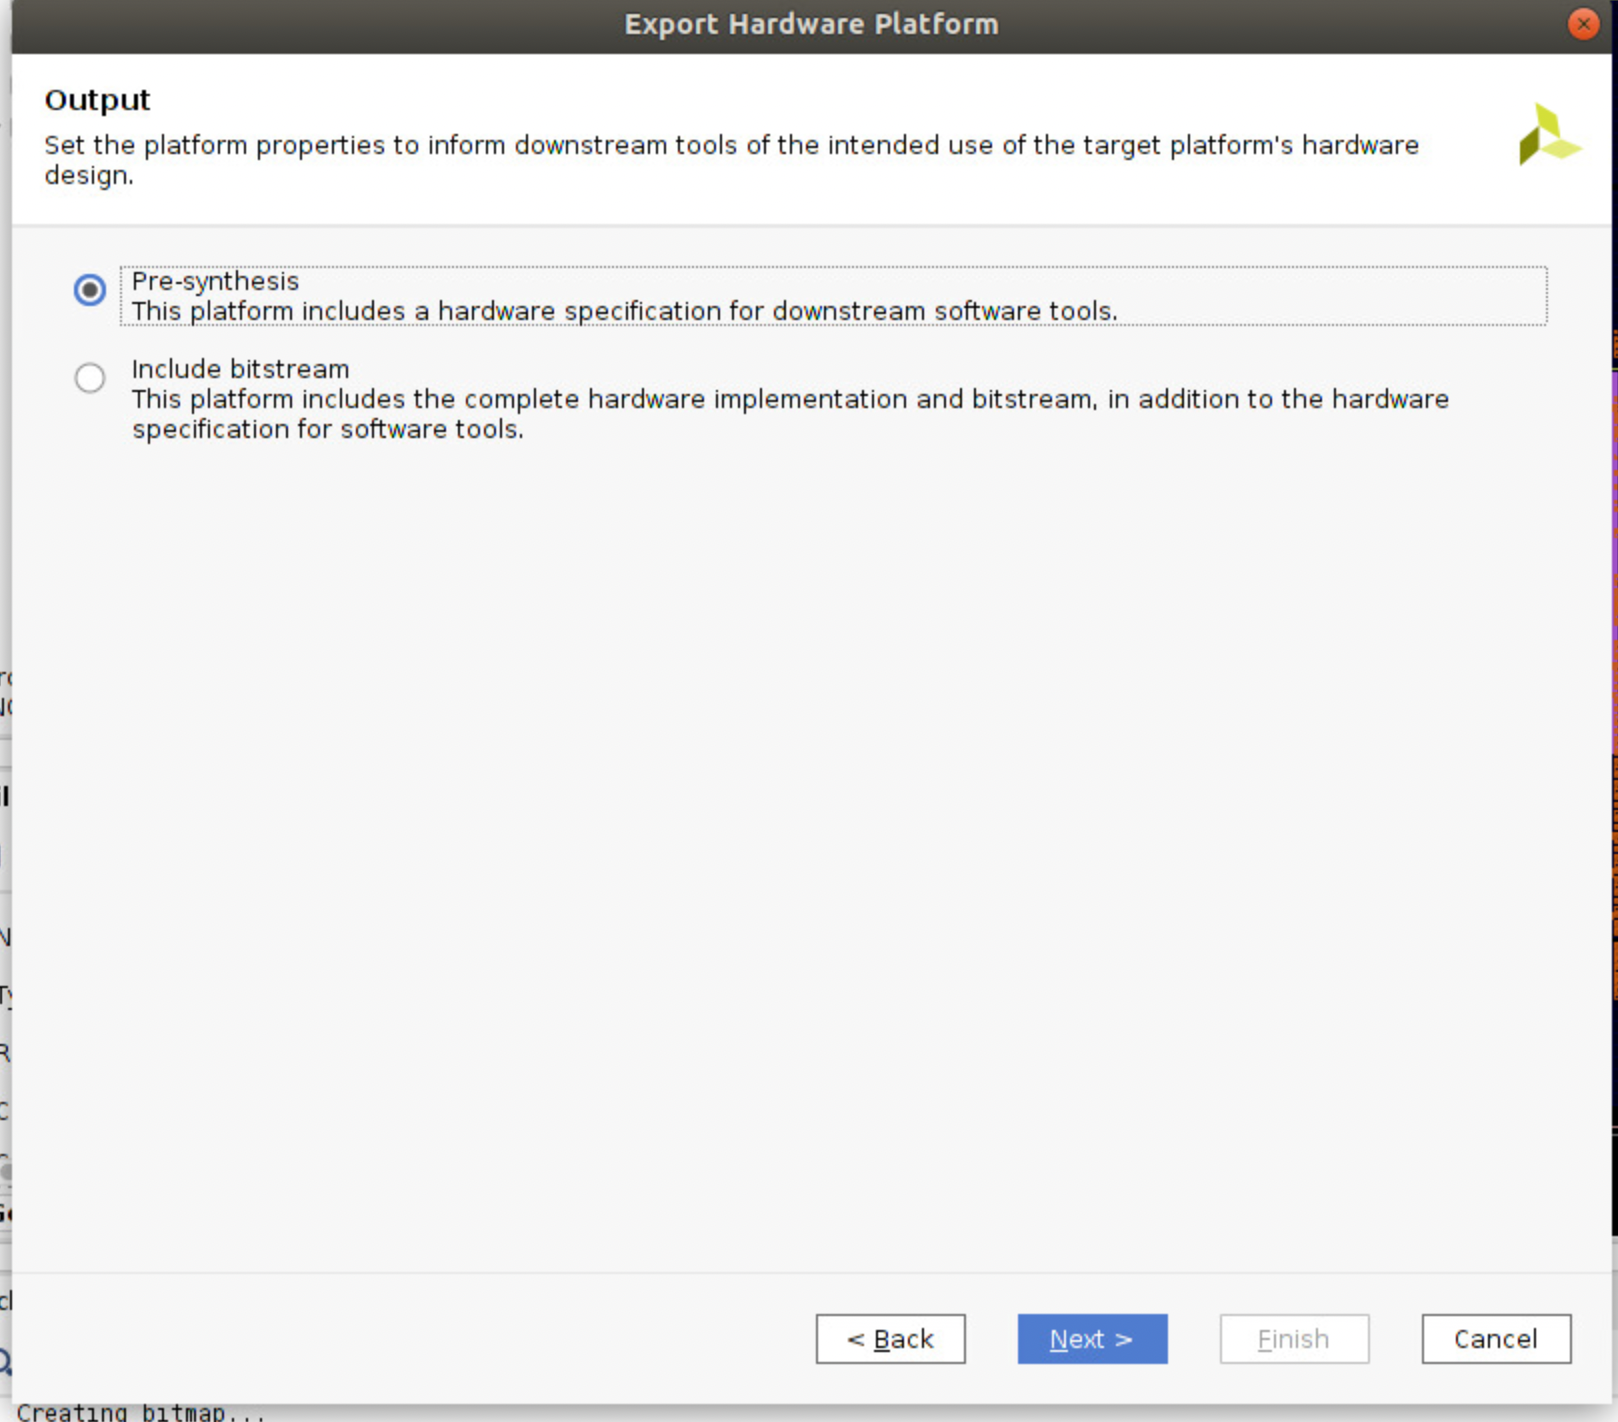 Export Hardware Platform
Output
Set the platform properties to inform downstream tools of the intended use of the target platform's hardware
design.
Pre-synthesis
This platform includes a hardware specification for downstream software tools.
Include bitstream
This platform includes the complete hardware implementation and bitstream, in addition to the hardware
specification for software tools.
< Back
Next >
Finish
Cancel
Creating bitmap...